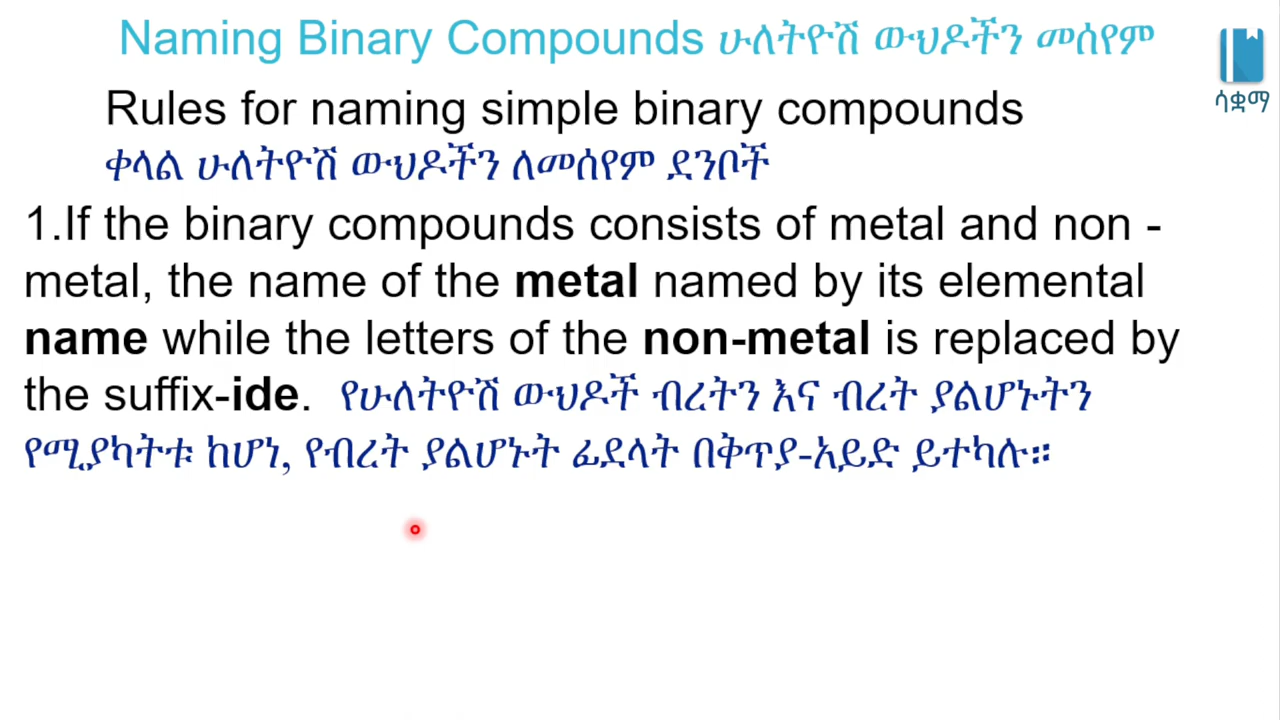 Naming Binary Compounds ሁለትዮሽ ውህዶችን መሰየም
ሳቋማ
Rules for naming simple binary compounds
ቀላል ሁለትዮሽ ውህዶችን ለመሰየም ደንቦች
1.If the binary compounds consists of metal and non -
metal, the name of the metal named by its elemental
name while the letters of the non-metal is replaced by
the suffix-ide. የሁለትዮሽ ውህዶች ብረትን እና ብረት ያልሆኑትን
የሚያካትቱ ከሆነ, የብረት ያልሆኑት ፊደላት በቅጥያ-አይድ ይተካሉ።